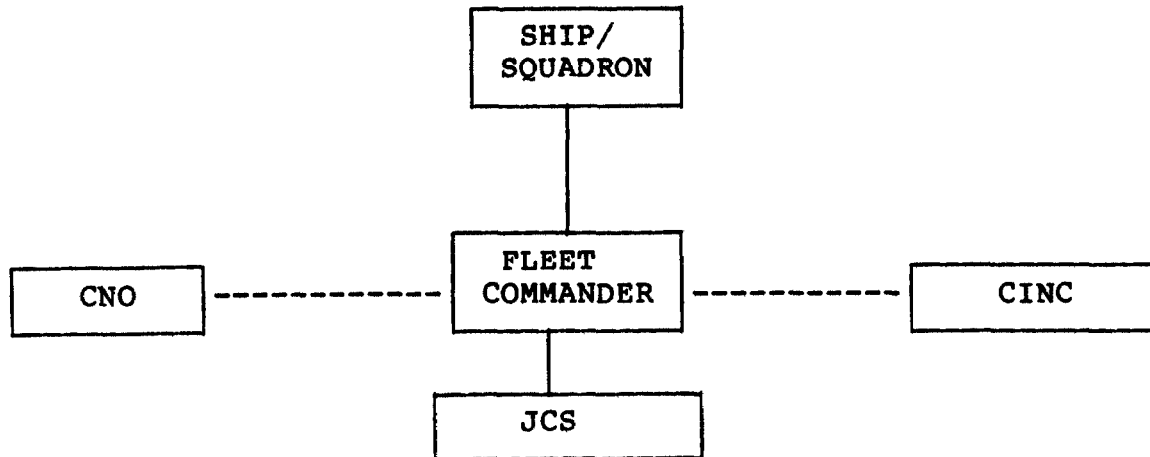 SHIP/
SQUADRON
FLEET
COMMANDER
CNO
CINC
JCS